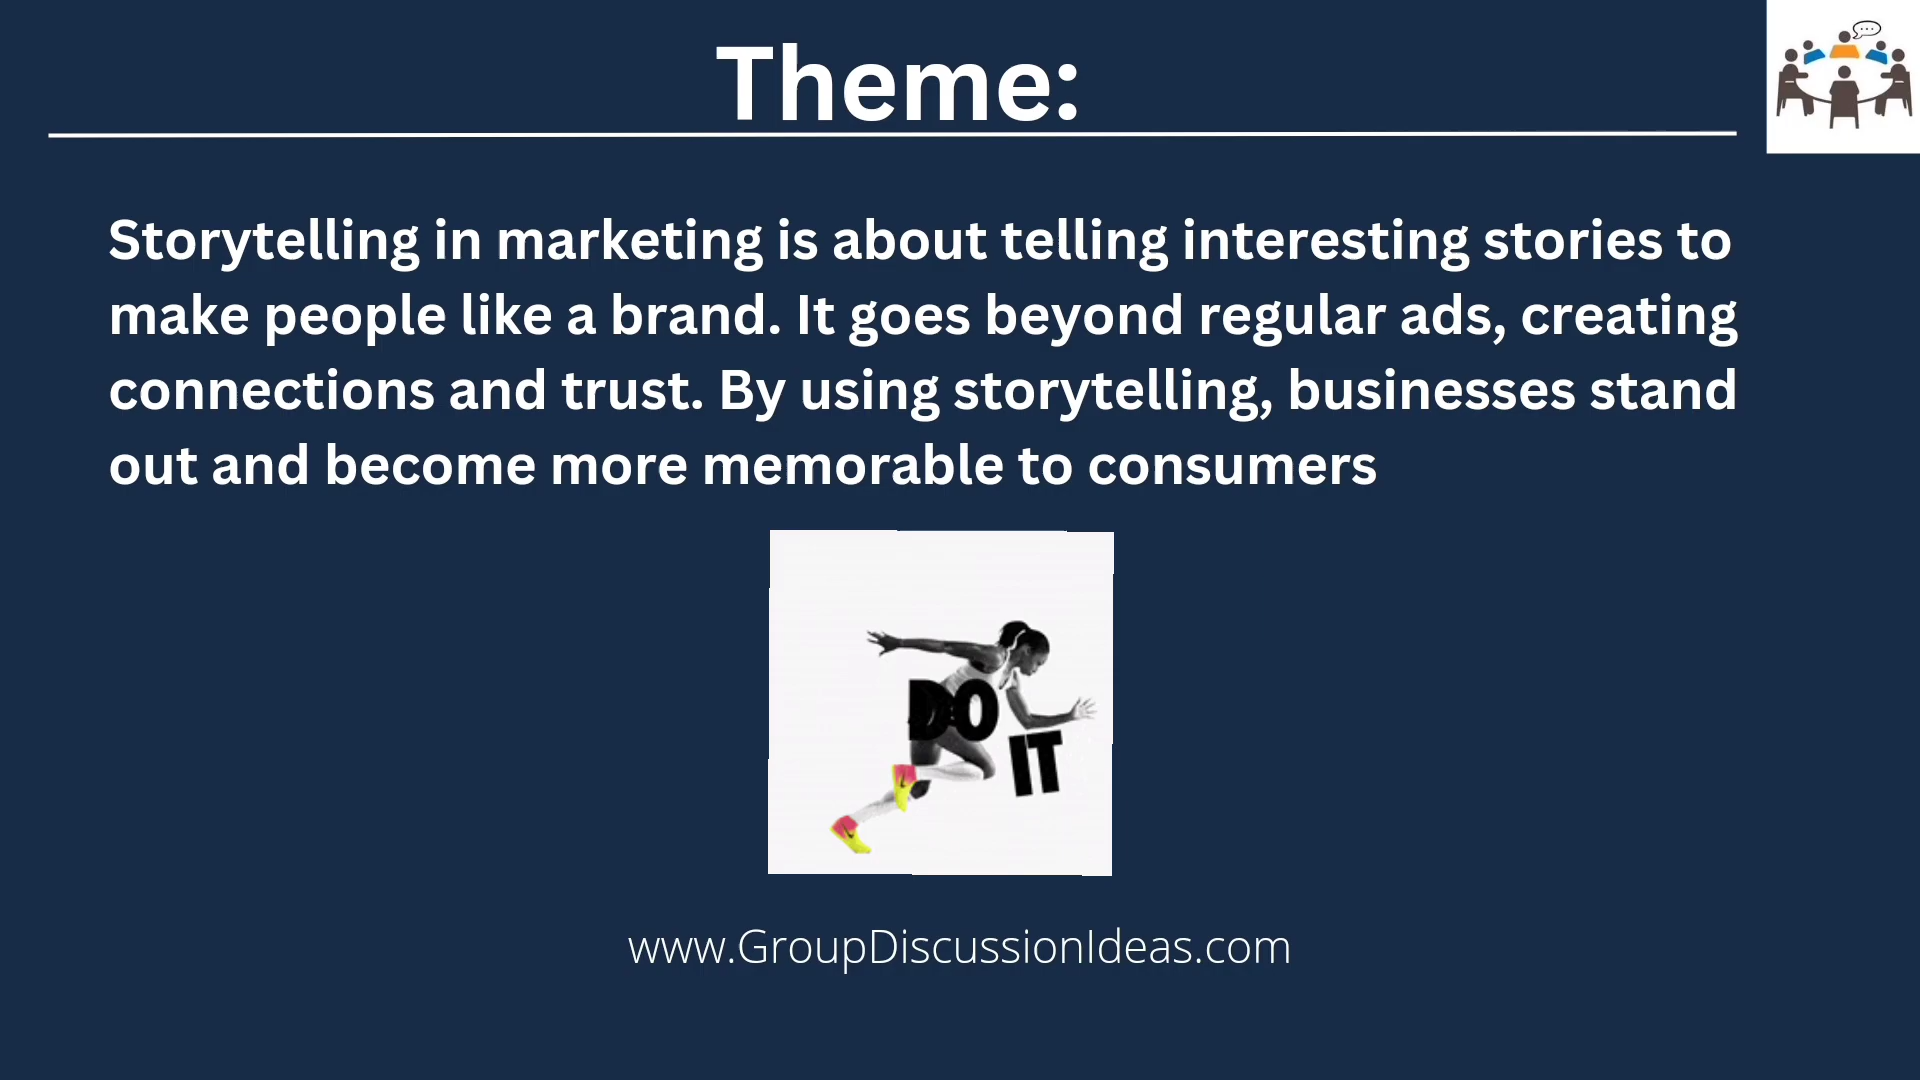 Theme:
Storytelling in marketing is about telling interesting stories to
make people like a brand. It goes beyond regular ads, creating
connections and trust. By using storytelling, businesses stand
out and become more memorable to consumers
DO
IT
www.GroupDiscussionIdeas.com